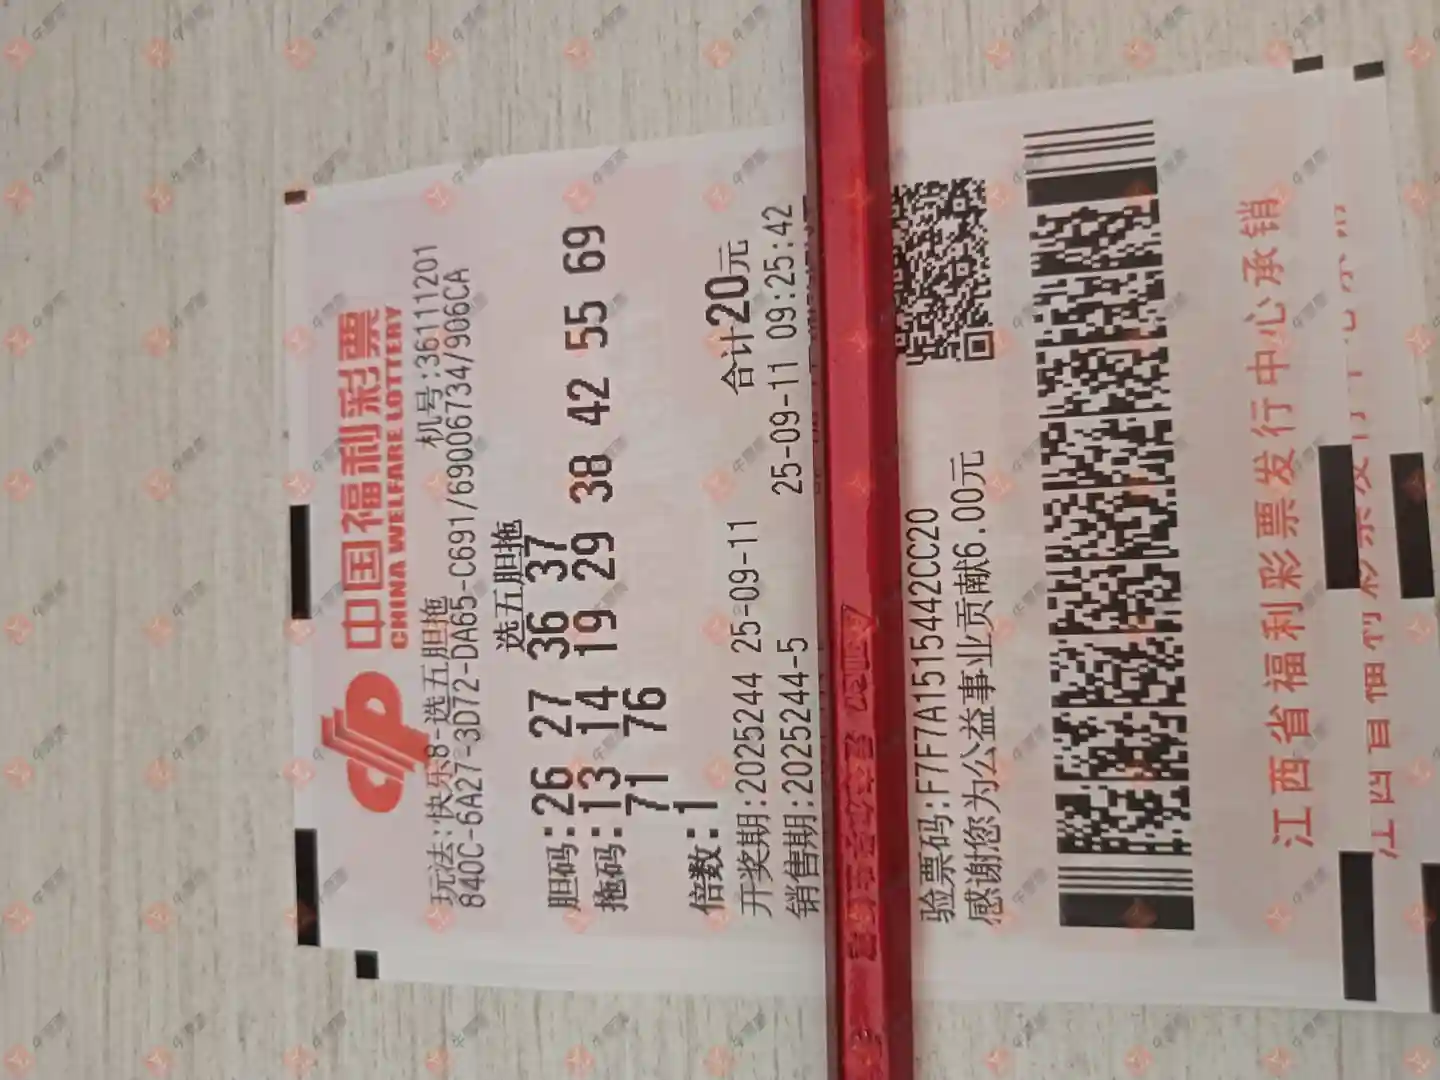 中国福利彩票
CHINA WELFARE LOTTERY
玩法:快乐8-选五胆拖 机号:36111201
840C-6A27-3D72-DA65-C691/690006734/906CA
选五胆拖
胆码:26 27 36 37
拖码:13 14 19 29 38 42 55 69
71 76
倍数:1 合计20元
开奖期:2025244 25-09-11
销售期:2025244-5 25-09-11 09:25:42
验票码:F7F7A1515442CC20
感谢您为公益事业贡献6.00元
江西省福利彩票发行中心承销